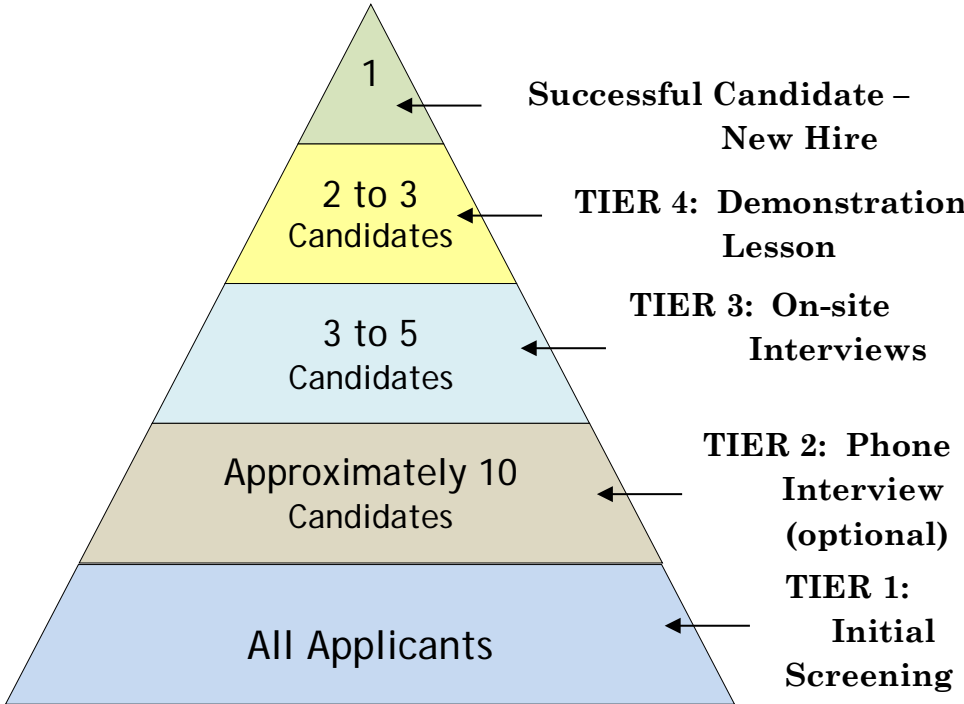 1
Successful Candidate –
New Hire
2 to 3
Candidates
TIER 4: Demonstration
Lesson
3 to 5
Candidates
TIER 3: On-site
Interviews
Approximately 10
Candidates
TIER 2: Phone
Interview
(optional)
All Applicants
TIER 1:
Initial
Screening